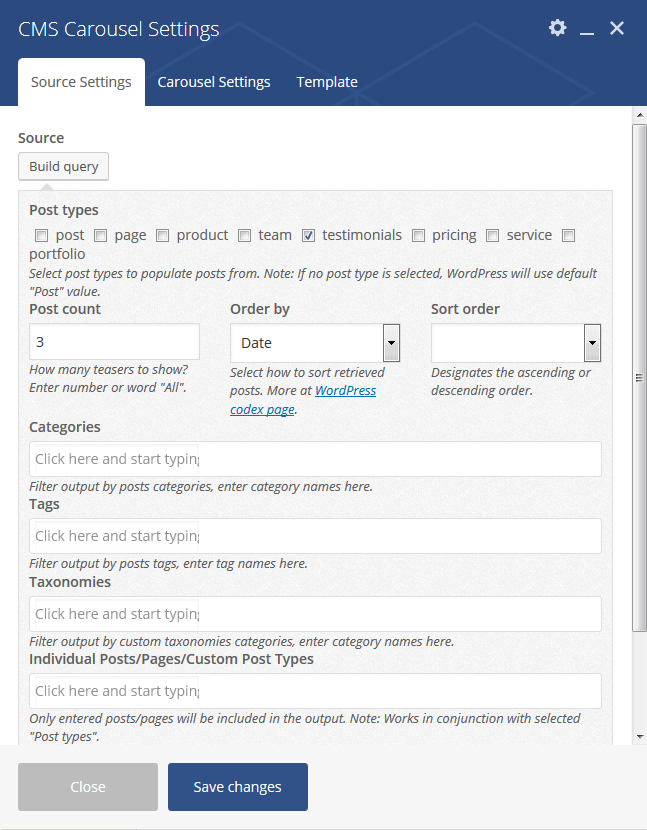 CMS Carousel Settings
Source Settings Carousel Settings Template
Source
Build query
Post types
post page product team testimonials pricing service
portfolio
Select post types to populate posts from. Note: If no post type is selected, WordPress will use default
"Post" value.
Post count Order by Sort order
3 Date
How many teasers to show? Select how to sort retrieved Designates the ascending or
Enter number or word "All". posts. More at WordPress descending order.
codex page.
Categories
Click here and start typing
Filter output by posts categories, enter category names here.
Tags
Click here and start typing
Filter output by posts tags, enter tag names here.
Taxonomies
Click here and start typing
Filter output by custom taxonomies categories, enter category names here.
Individual Posts/Pages/Custom Post Types
Click here and start typing
Only entered posts/pages will be included in the output. Note: Works in conjunction with selected
"Post types".
Close Save changes